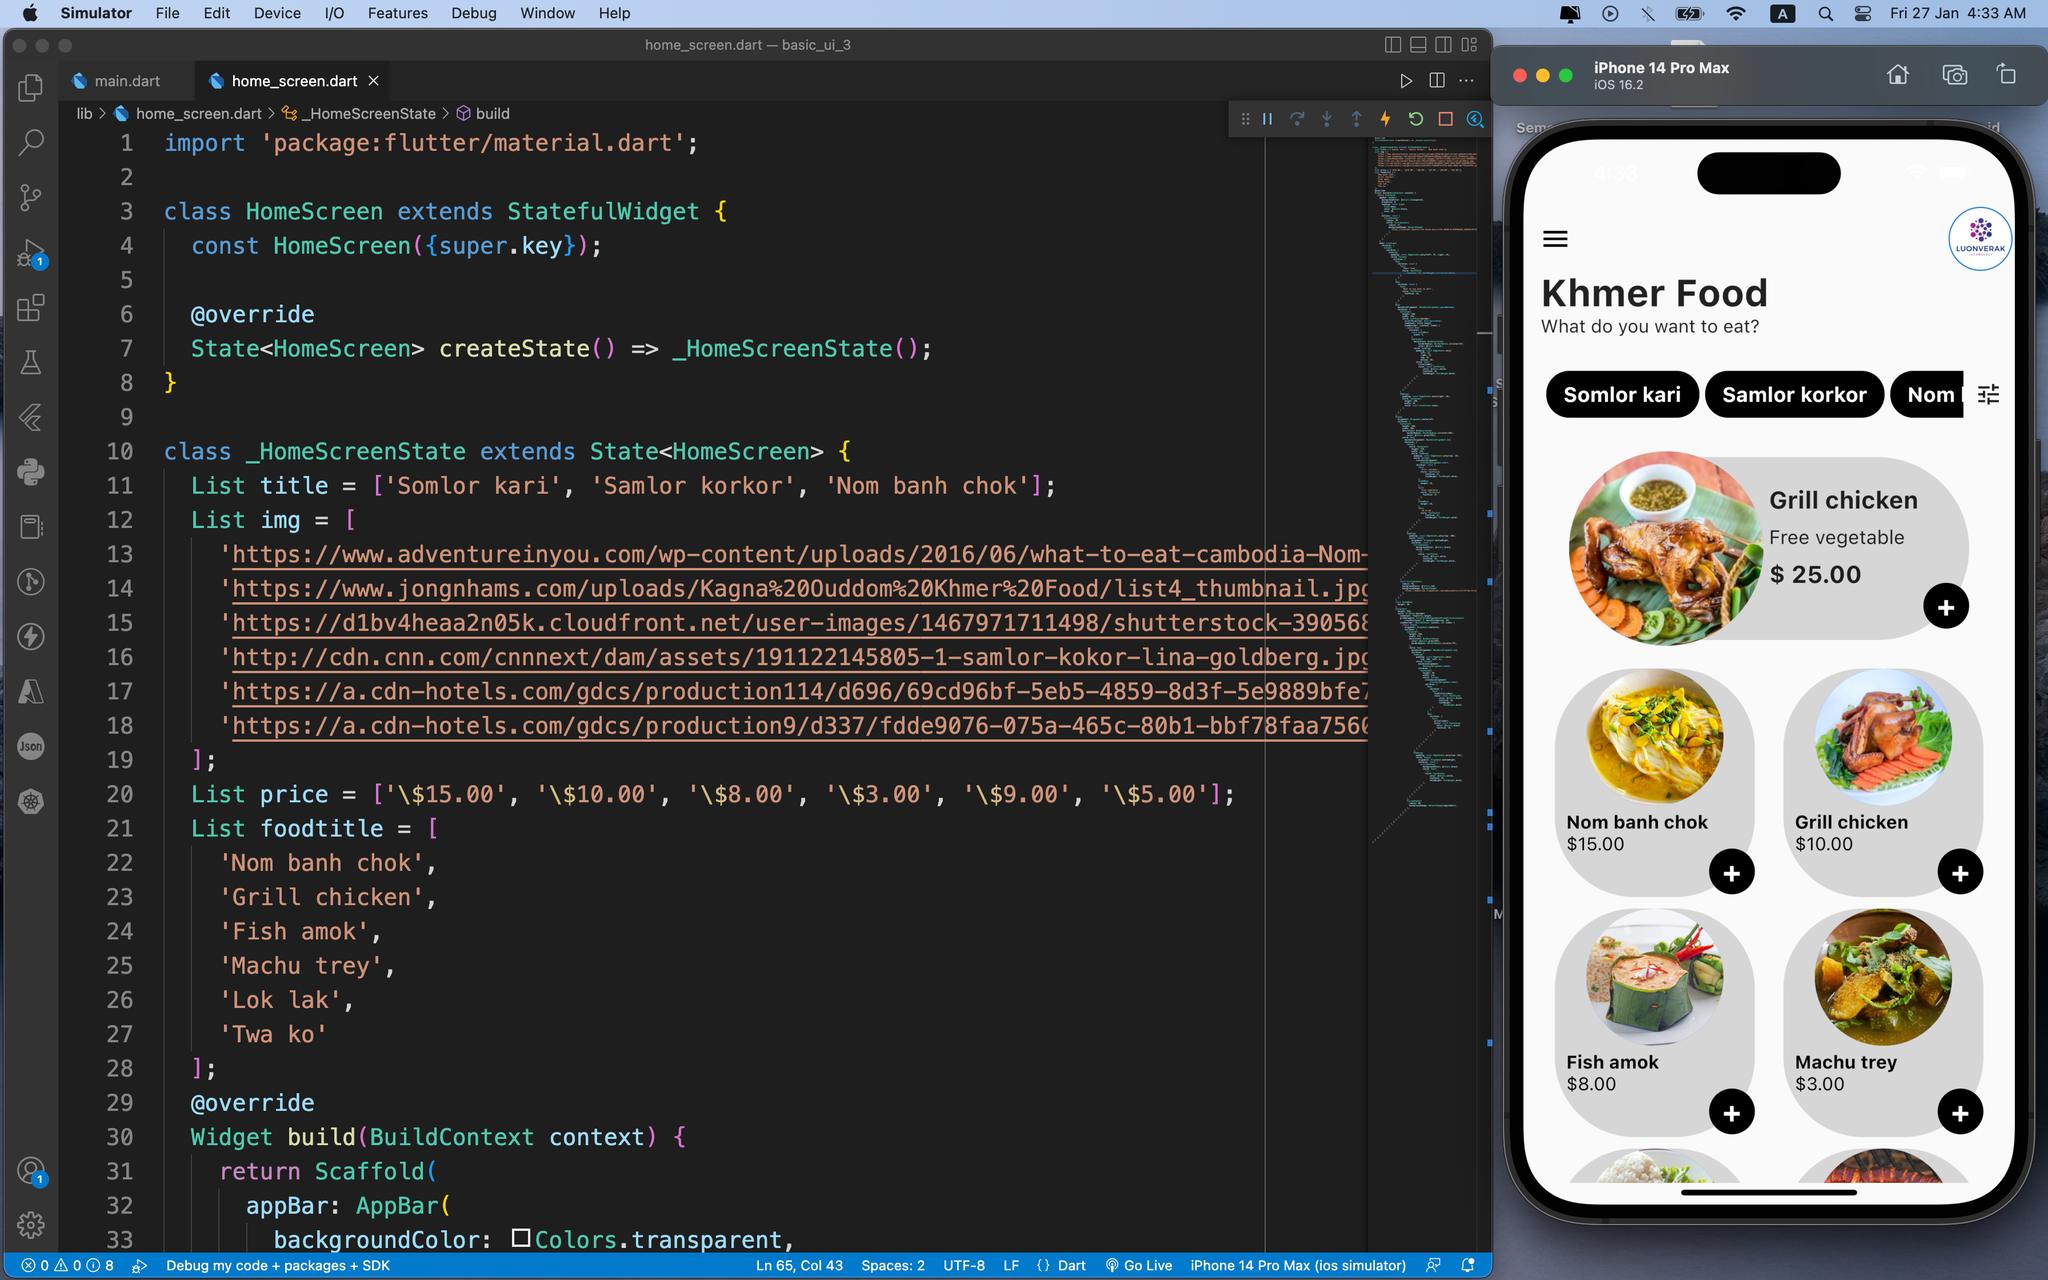 Simulator File Edit Device I/O Features Debug Window Help
A Fri 27 Jan 4:33 AM
home_screen.dart — basic_ui_3
main.dart
home_screen.dart
lib > home_screen.dart > _HomeScreenState > build
1 import 'package:flutter/material.dart';
2
3 class HomeScreen extends StatefulWidget {
4 const HomeScreen({super.key});
5
6 @override
7 State<HomeScreen> createState() => _HomeScreenState();
8 }
9
10 class _HomeScreenState extends State<HomeScreen> {
11 List title = ['Somlor kari', 'Samlor korkor', 'Nom banh chok'];
12 List img = [
13 'https://www.adventureinyou.com/wp-content/uploads/2016/06/what-to-eat-cambodia-Nom-
14 'https://www.jongnhams.com/uploads/Kagna%20Ouddom%20Khmer%20Food/list4_thumbnail.jpg
15 'https://d1bv4heaa2n05k.cloudfront.net/user-images/1467971711498/shutterstock-390568
16 'http://cdn.cnn.com/cnnnext/dam/assets/191122145805-1-samlor-kokor-lina-goldberg.jpg
17 'https://a.cdn-hotels.com/gdcs/production114/d696/69cd96bf-5eb5-4859-8d3f-5e9889bfe7
18 'https://a.cdn-hotels.com/gdcs/production9/d337/fdde9076-075a-465c-80b1-bbf78faa7560
19 ];
20 List price = ['\$15.00', '\$10.00', '\$8.00', '\$3.00', '\$9.00', '\$5.00'];
21 List foodtitle = [
22 'Nom banh chok',
23 'Grill chicken',
24 'Fish amok',
25 'Machu trey',
26 'Lok lak',
27 'Twa ko'
28 ];
29 @override
30 Widget build(BuildContext context) {
31 return Scaffold(
32 appBar: AppBar(
33 backgroundColor: Colors.transparent,
1
Json
1
0 0 8 Debug my code + packages + SDK
Ln 65, Col 43 Spaces: 2 UTF-8 LF {} Dart Go Live iPhone 14 Pro Max (ios simulator)
iPhone 14 Pro Max
iOS 16.2
4:33
LUONVERAK
Khmer Food
What do you want to eat?
Somlor kari Samlor korkor Nom
Grill chicken
Free vegetable
$ 25.00
+
Nom banh chok
$15.00
+
Grill chicken
$10.00
+
Fish amok
$8.00
+
Machu trey
$3.00
+